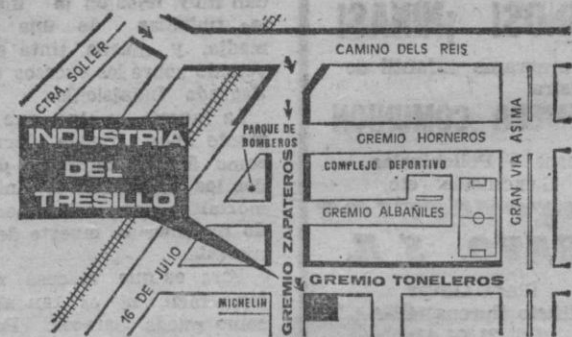 CTRA. SOLLER
CAMINO DELS REIS
INDUSTRIA
DEL
TRESILLO
PARQUE DE
BOMBEROS
GREMIO HORNEROS
COMPLEJO DEPORTIVO
GREMIO ALBAÑILES
GRAN VIA ASIMA
GREMIO ZAPATEROS
16 DE JULIO
GREMIO TONELEROS
MICHELIN